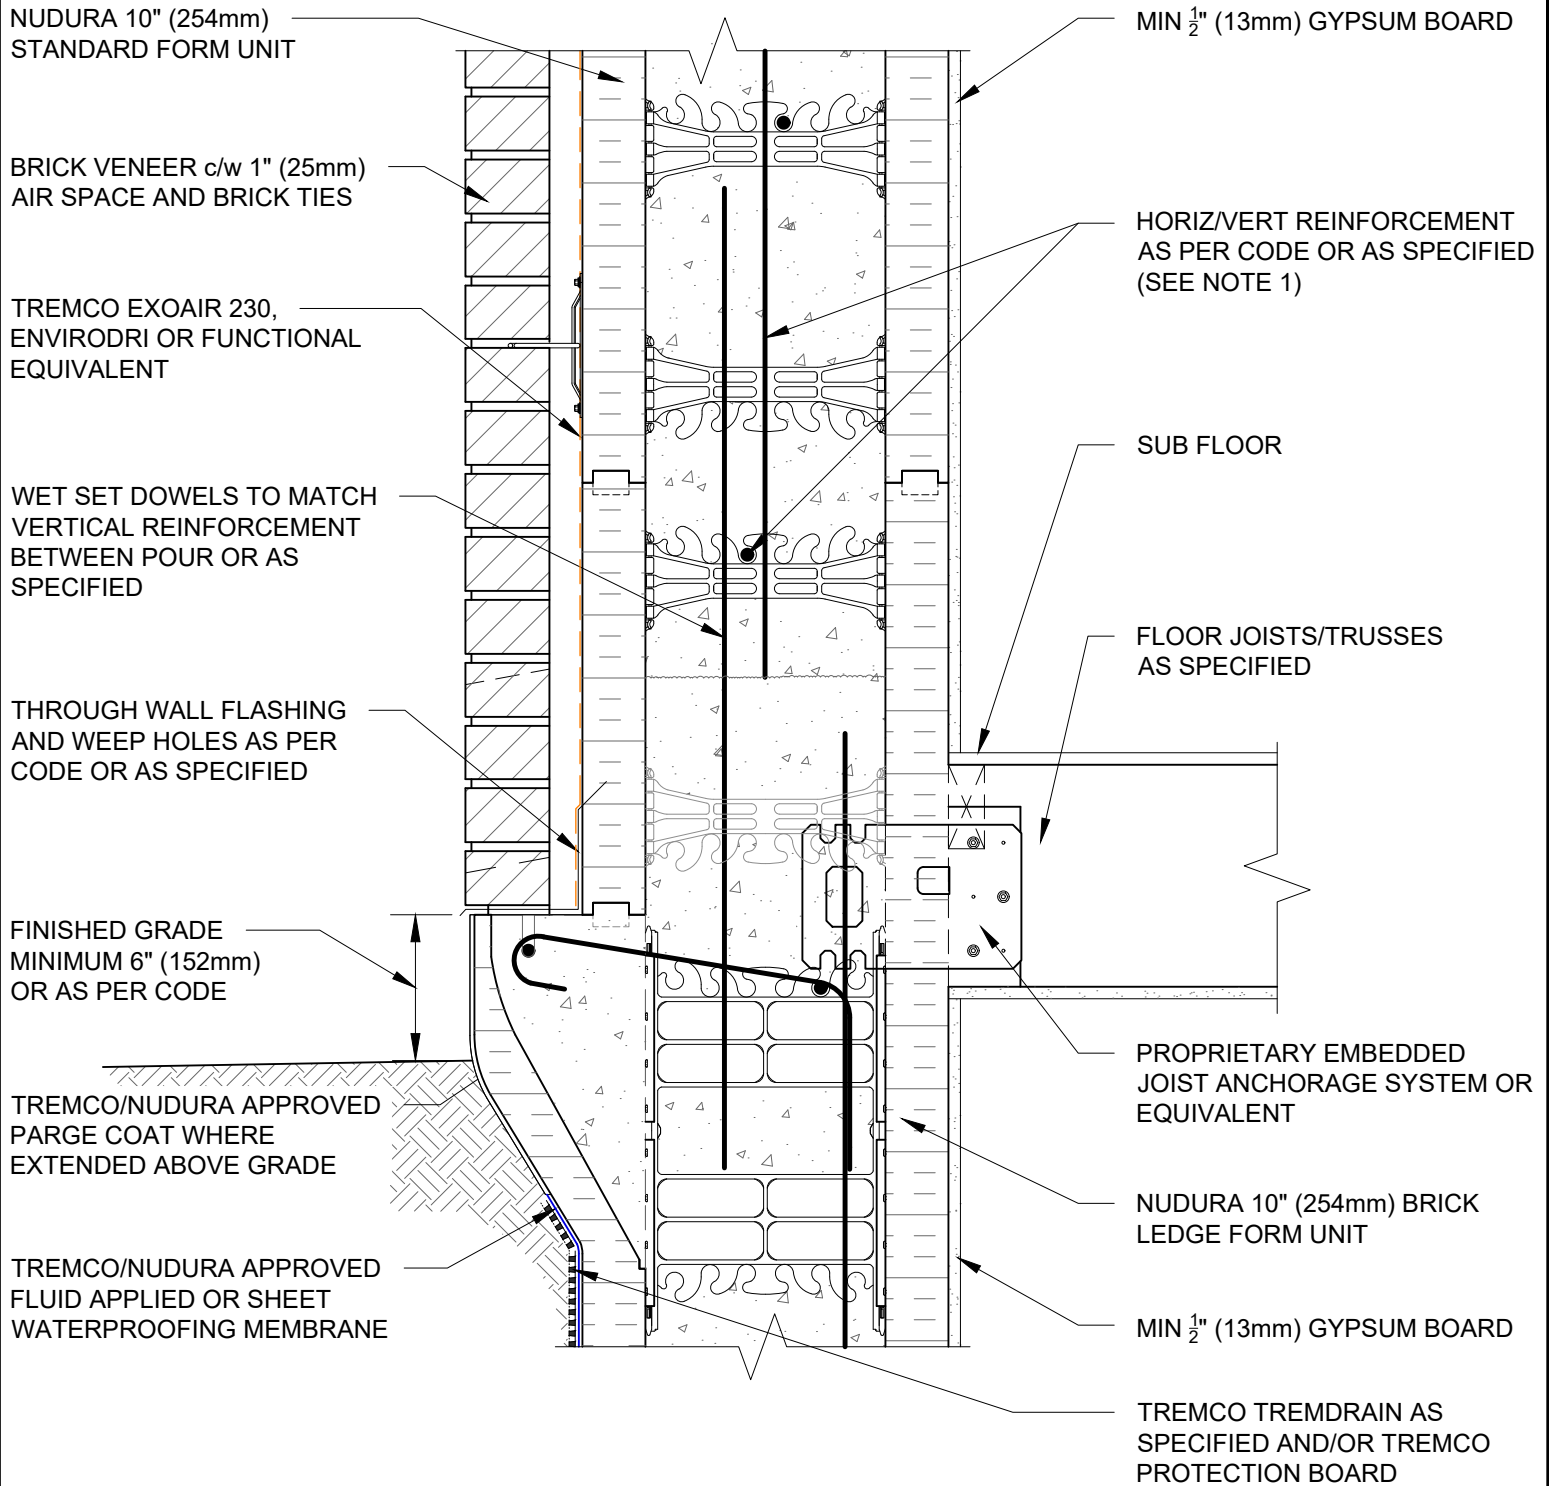 NUDURA 10" (254mm)
STANDARD FORM UNIT
BRICK VENEER c/w 1" (25mm)
AIR SPACE AND BRICK TIES
TREMCO EXOAIR 230,
ENVIRODRI OR FUNCTIONAL
EQUIVALENT
WET SET DOWELS TO MATCH
VERTICAL REINFORCEMENT
BETWEEN POUR OR AS
SPECIFIED
THROUGH WALL FLASHING
AND WEEP HOLES AS PER
CODE OR AS SPECIFIED
FINISHED GRADE
MINIMUM 6" (152mm)
OR AS PER CODE
TREMCO/NUDURA APPROVED
PARGE COAT WHERE
EXTENDED ABOVE GRADE
TREMCO/NUDURA APPROVED
FLUID APPLIED OR SHEET
WATERPROOFING MEMBRANE
MIN 1/2" (13mm) GYPSUM BOARD
HORIZ/VERT REINFORCEMENT
AS PER CODE OR AS SPECIFIED
(SEE NOTE 1)
SUB FLOOR
FLOOR JOISTS/TRUSSES
AS SPECIFIED
PROPRIETARY EMBEDDED
JOIST ANCHORAGE SYSTEM OR
EQUIVALENT
NUDURA 10" (254mm) BRICK
LEDGE FORM UNIT
MIN 1/2" (13mm) GYPSUM BOARD
TREMCO TREMDRAIN AS
SPECIFIED AND/OR TREMCO
PROTECTION BOARD